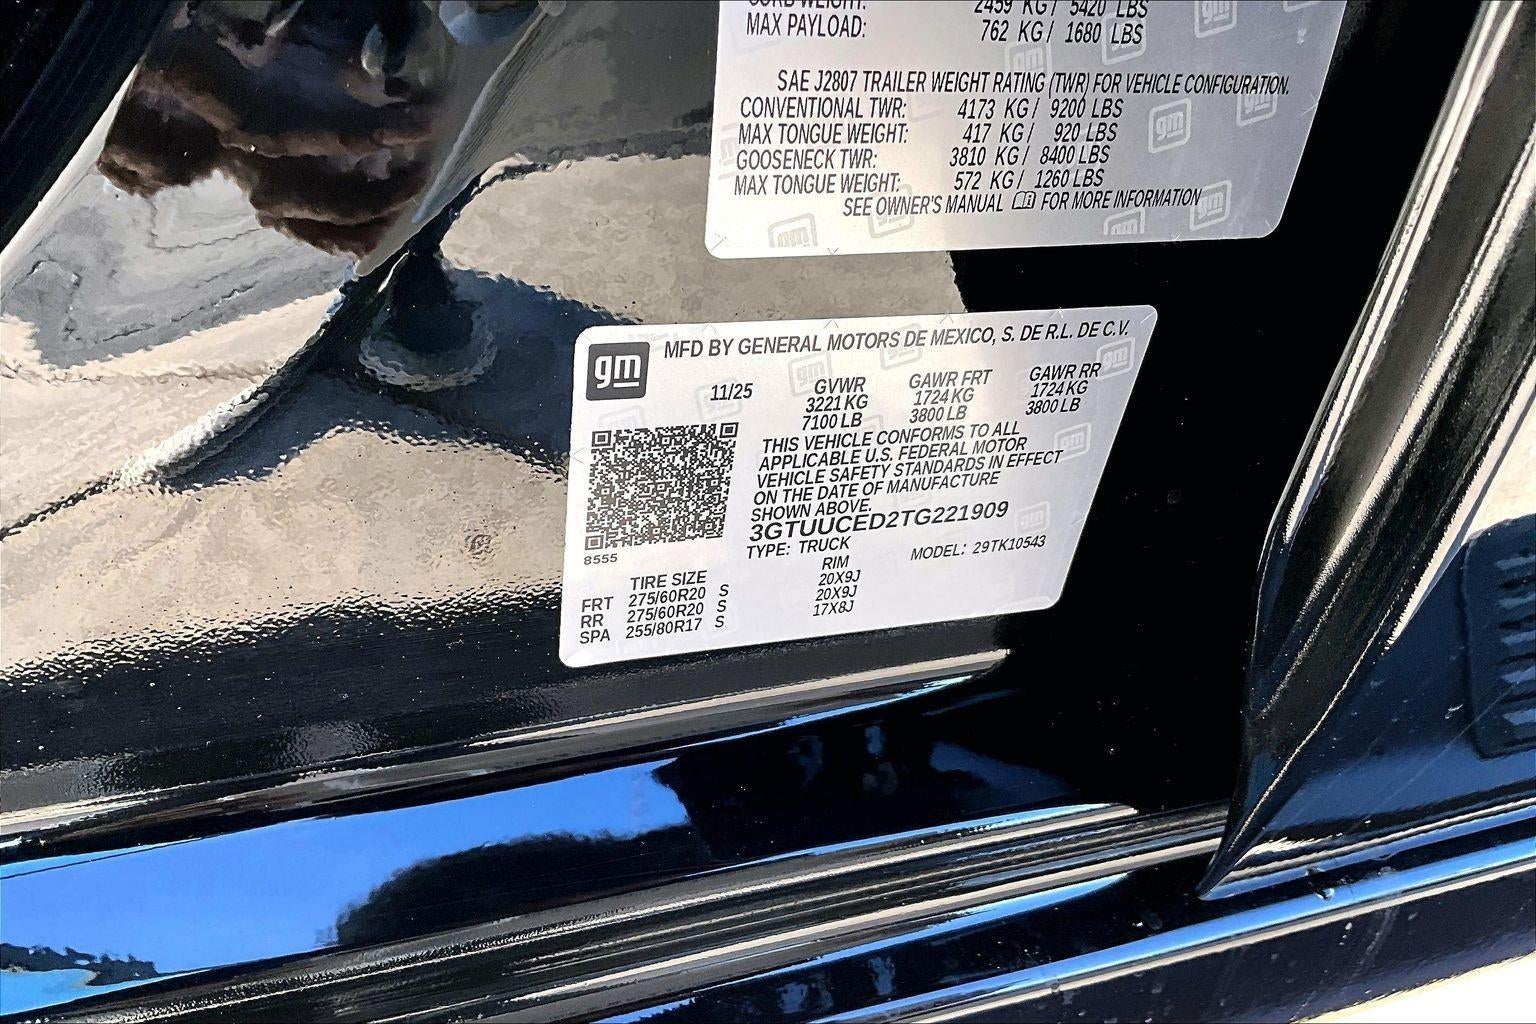 CURB WEIGHT: 2459 KG/ 5420 LBS
MAX PAYLOAD: 762 KG/ 1680 LBS
SAE J2807 TRAILER WEIGHT RATING (TWR) FOR VEHICLE CONFIGURATION.
CONVENTIONAL TWR: 4173 KG/ 9200 LBS
MAX TONGUE WEIGHT: 417 KG/ 920 LBS
GOOSENECK TWR: 3810 KG/ 8400 LBS
MAX TONGUE WEIGHT: 572 KG/ 1260 LBS
SEE OWNER'S MANUAL FOR MORE INFORMATION
gm MFD BY GENERAL MOTORS DE MEXICO, S. DE R.L. DE C.V.
11/25 GVWR GAWR FRT GAWR RR
3221 KG 1724 KG 1724 KG
7100 LB 3800 LB 3800 LB
THIS VEHICLE CONFORMS TO ALL
APPLICABLE U.S. FEDERAL MOTOR
VEHICLE SAFETY STANDARDS IN EFFECT
ON THE DATE OF MANUFACTURE
SHOWN ABOVE.
3GTUUCED2TG221909
8555 TYPE: TRUCK MODEL: 29TK10543
TIRE SIZE RIM
FRT 275/60R20 S 20X9J
RR 275/60R20 S 20X9J
SPA 255/80R17 S 17X8J